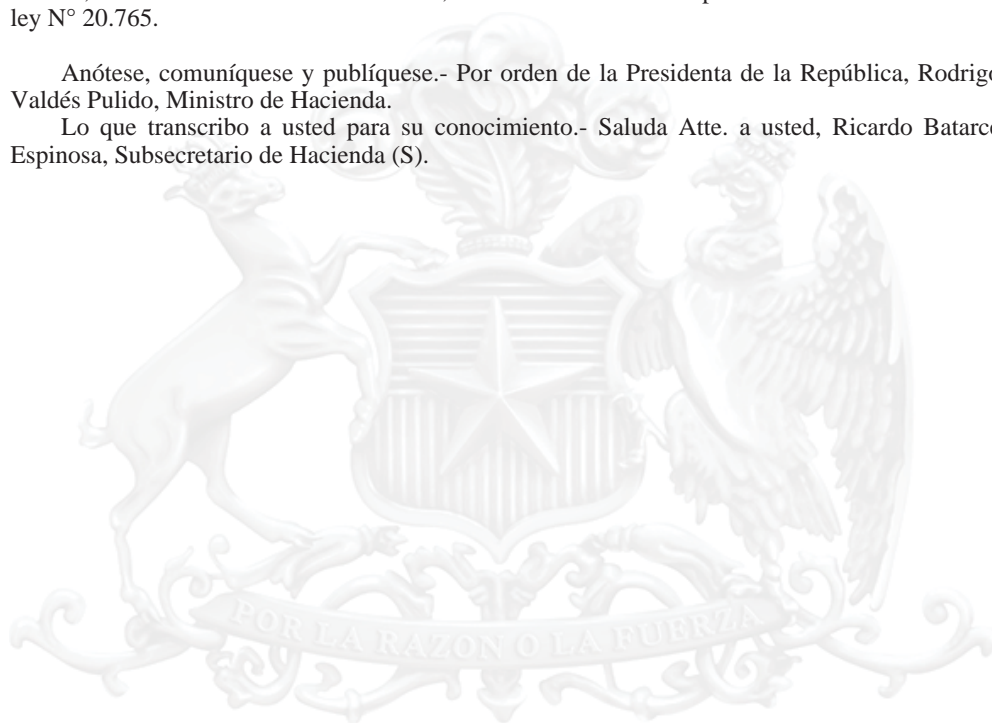 ley N° 20.765.
Anótese, comuníquese y publíquese.- Por orden de la Presidenta de la República, Rodrigo
Valdés Pulido, Ministro de Hacienda.
Lo que transcribo a usted para su conocimiento.- Saluda Atte. a usted, Ricardo Batarce
Espinosa, Subsecretario de Hacienda (S).
POR LA RAZON O LA FUERZA